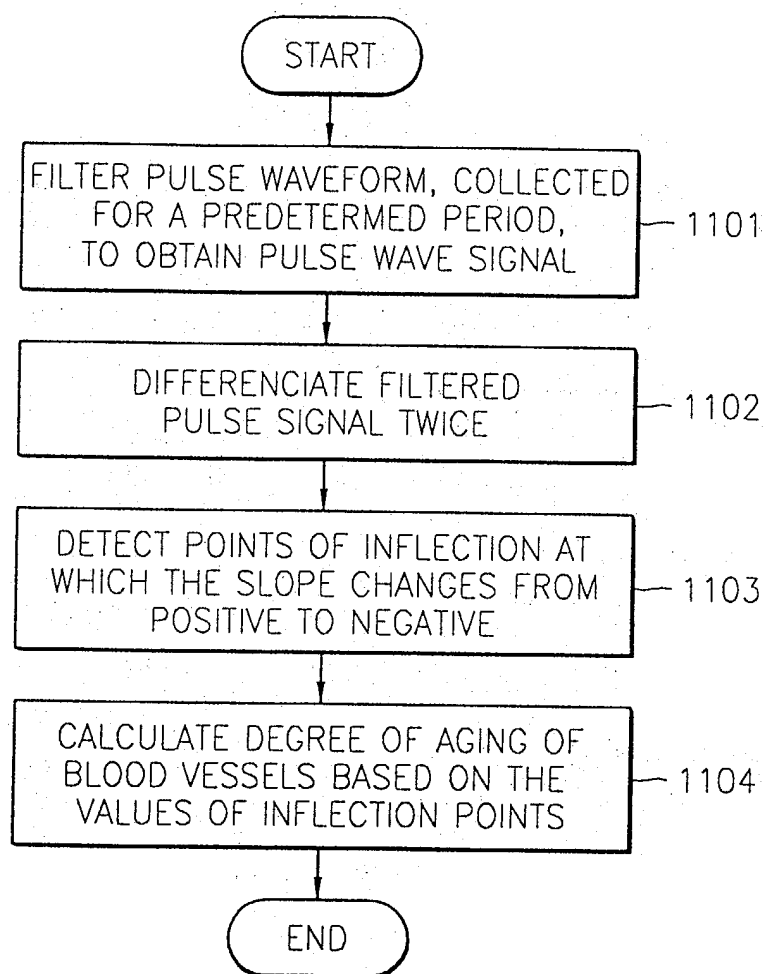 START
FILTER PULSE WAVEFORM, COLLECTED
FOR A PREDETERMED PERIOD,
TO OBTAIN PULSE WAVE SIGNAL
1101
DIFFERENCIATE FILTERED
PULSE SIGNAL TWICE
1102
DETECT POINTS OF INFLECTION AT
WHICH THE SLOPE CHANGES FROM
POSITIVE TO NEGATIVE
1103
CALCULATE DEGREE OF AGING OF
BLOOD VESSELS BASED ON THE
VALUES OF INFLECTION POINTS
1104
END